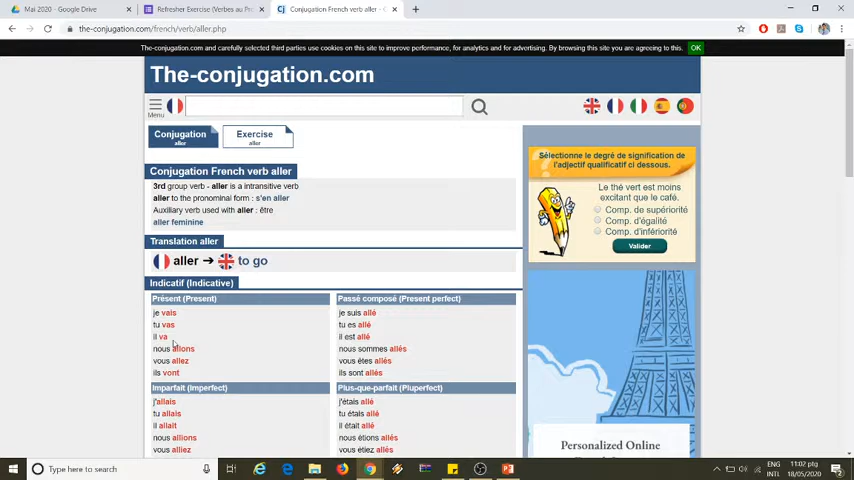 Mai 2020 - Google Drive
Refresher Exercise (Verbes au Pr
Conjugation French verb aller -
the-conjugation.com/french/verb/aller.php
The-conjugation.com and carefully selected third parties use cookies on this site to improve performance, for analytics and for advertising. By browsing this site you are agreeing to this.
OK
The-conjugation.com
Menu
Conjugation
aller
Exercise
aller
Conjugation French verb aller
3rd group verb - aller is a intransitive verb
aller to the pronominal form : s'en aller
Auxiliary verb used with aller : être
aller feminine
Translation aller
aller ➔ to go
Indicatif (Indicative)
Présent (Present)
je vais
tu vas
il va
nous allons
vous allez
ils vont
Passé composé (Present perfect)
je suis allé
tu es allé
il est allé
nous sommes allés
vous êtes allés
ils sont allés
Imparfait (Imperfect)
j'allais
tu allais
il allait
nous allions
vous alliez
Plus-que-parfait (Pluperfect)
j'étais allé
tu étais allé
il était allé
nous étions allés
vous étiez allés
Sélectionne le degré de signification de
l'adjectif qualificatif ci dessous.
Le thé vert est moins
excitant que le café.
Comp. de supériorité
Comp. d'égalité
Comp. d'infériorité
Valider
Personalized Online
Type here to search
ENG
INTL
11:02 ptg
18/05/2020